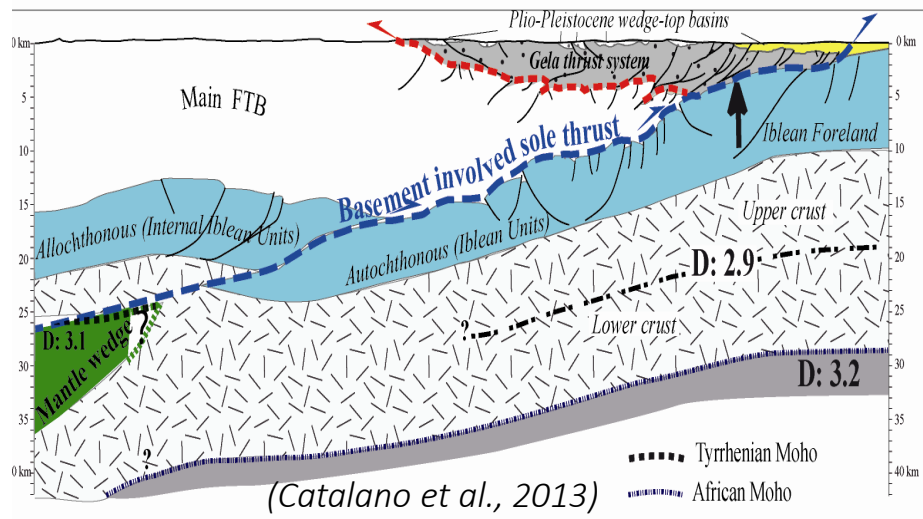 Plio-Pleistocene wedge-top basins
0 km
0 km
Gela thrust system
Main FTB
5
5
Iblean Foreland
10
10
Basement involved sole thrust
15
15
Upper crust
Allochthonous (Internal Iblean Units)
Autochthonous (Iblean Units)
20
20
D: 2.9
25
25
?
Lower crust
D: 3.1
?
Mantle wedge
30
30
D: 3.2
35
35
?
Tyrrhenian Moho
0 km
40 km
(Catalano et al., 2013)
African Moho